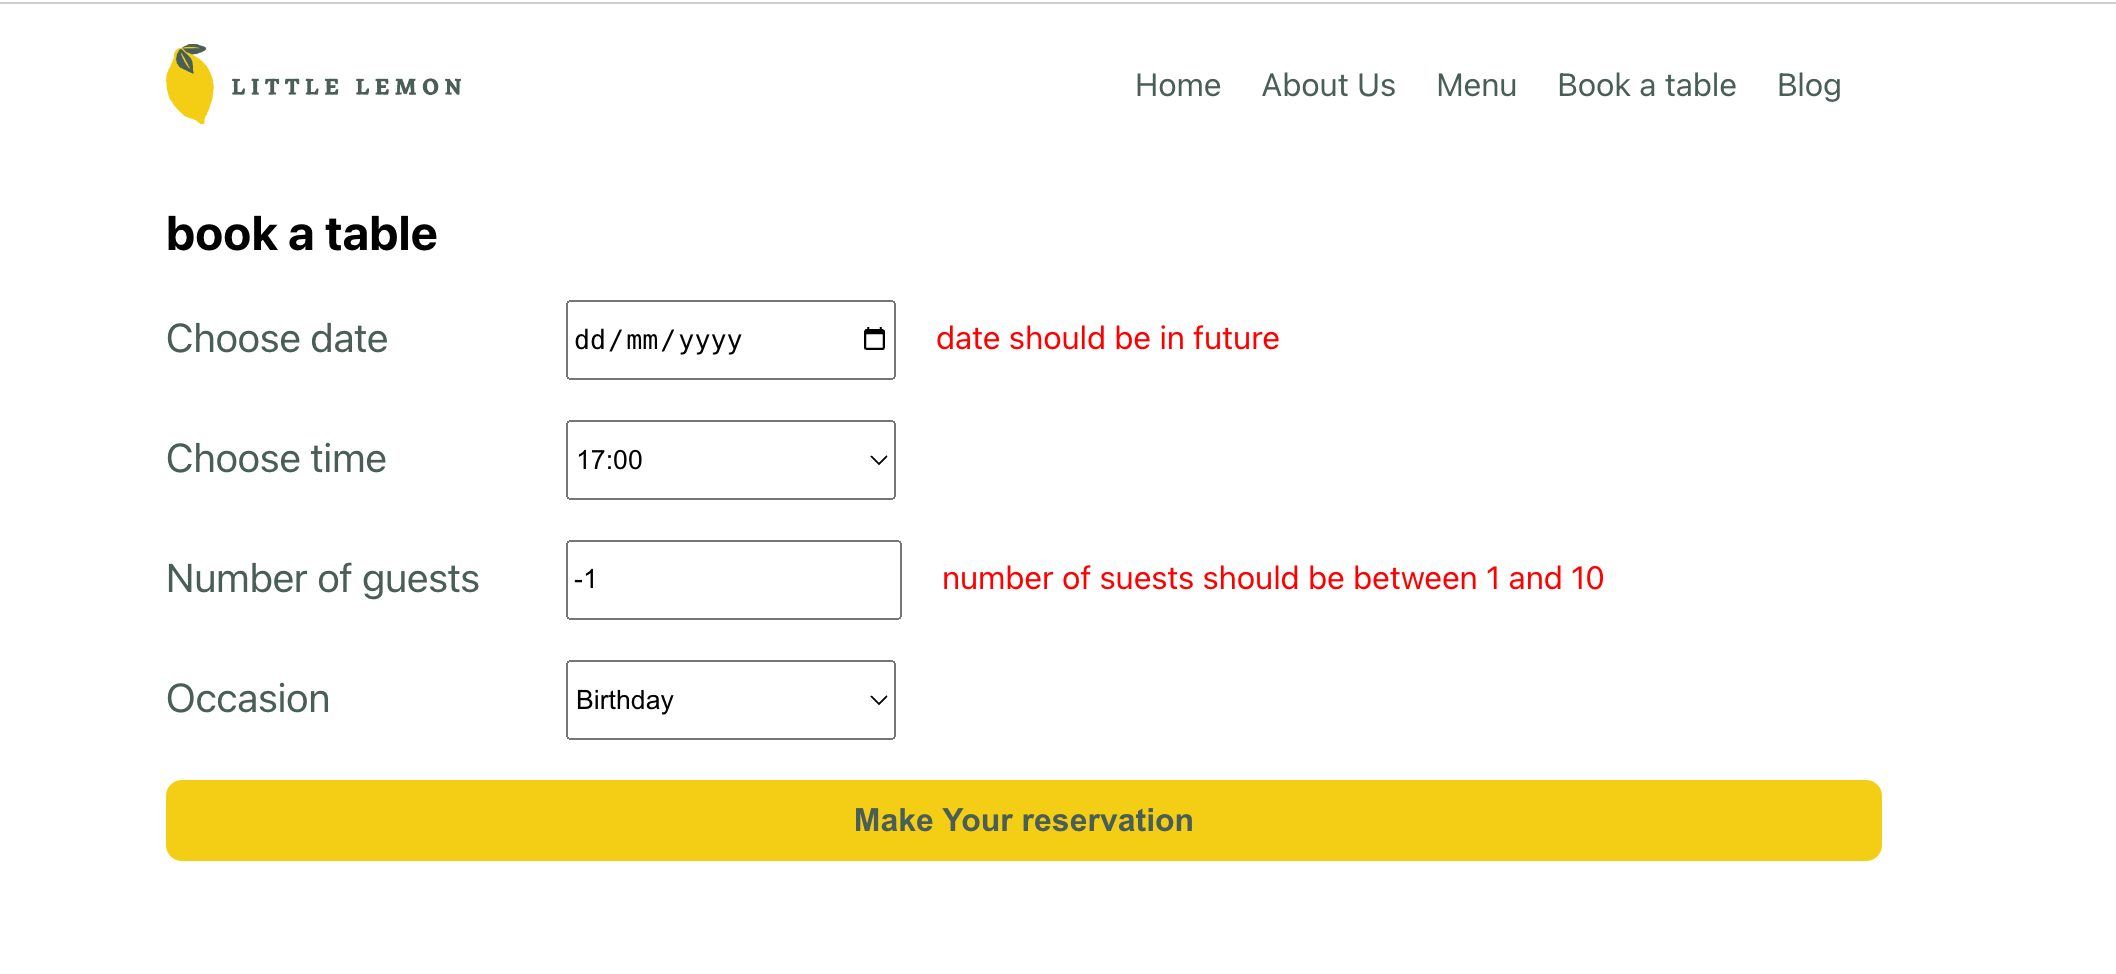 LITTLE LEMON
Home About Us Menu Book a table Blog
book a table
Choose date dd/mm/yyyy date should be in future
Choose time 17:00
Number of guests -1 number of suests should be between 1 and 10
Occasion Birthday
Make Your reservation